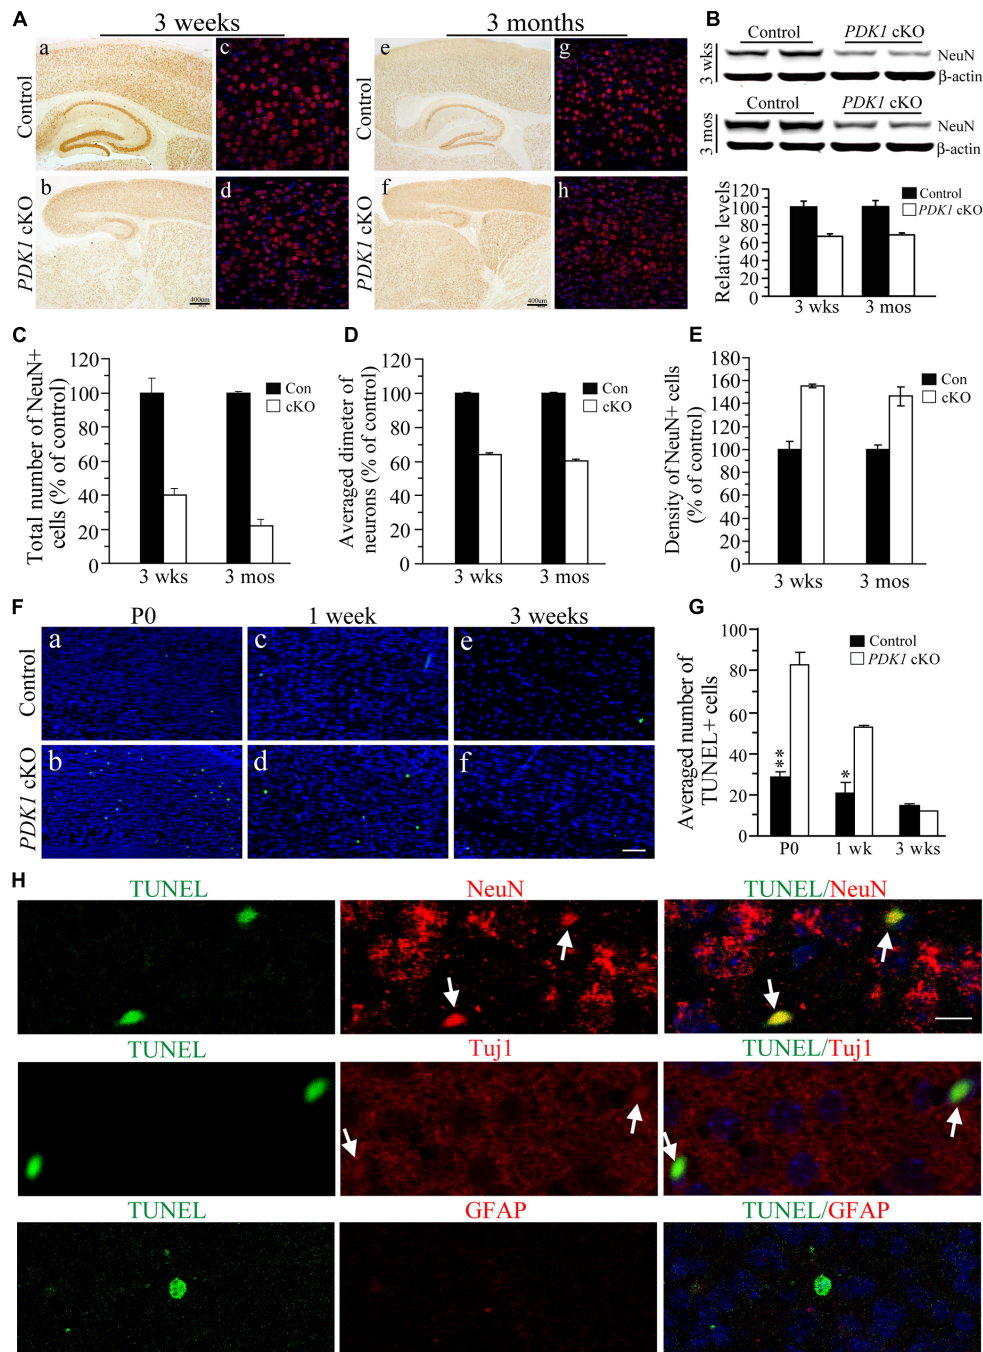 A
3 weeks
3 months
Control
PDK1 cKO
a
c
e
g
b
d
f
h
400um
400um
B
Control
PDK1 cKO
3 wks
NeuN
β-actin
Control
PDK1 cKO
3 mos
NeuN
β-actin
Relative levels
120
100
80
60
40
20
0
Control
PDK1 cKO
3 wks
3 mos
C
Total number of NeuN+
cells (% of control)
120
100
80
60
40
20
0
Con
cKO
3 wks
3 mos
D
Averaged dimeter of
neurons (% of control)
120
100
80
60
40
20
0
Con
cKO
3 wks
3 mos
E
Density of NeuN+ cells
(% of control)
180
160
140
120
100
80
60
40
20
0
Con
cKO
3 wks
3 mos
F
P0
1 week
3 weeks
Control
PDK1 cKO
a
c
e
b
d
f
G
Averaged number of
TUNEL+ cells
100
80
60
40
20
0
Control
PDK1 cKO
**
*
P0
1 wk
3 wks
H
TUNEL
NeuN
TUNEL/NeuN
TUNEL
Tuj1
TUNEL/Tuj1
TUNEL
GFAP
TUNEL/GFAP